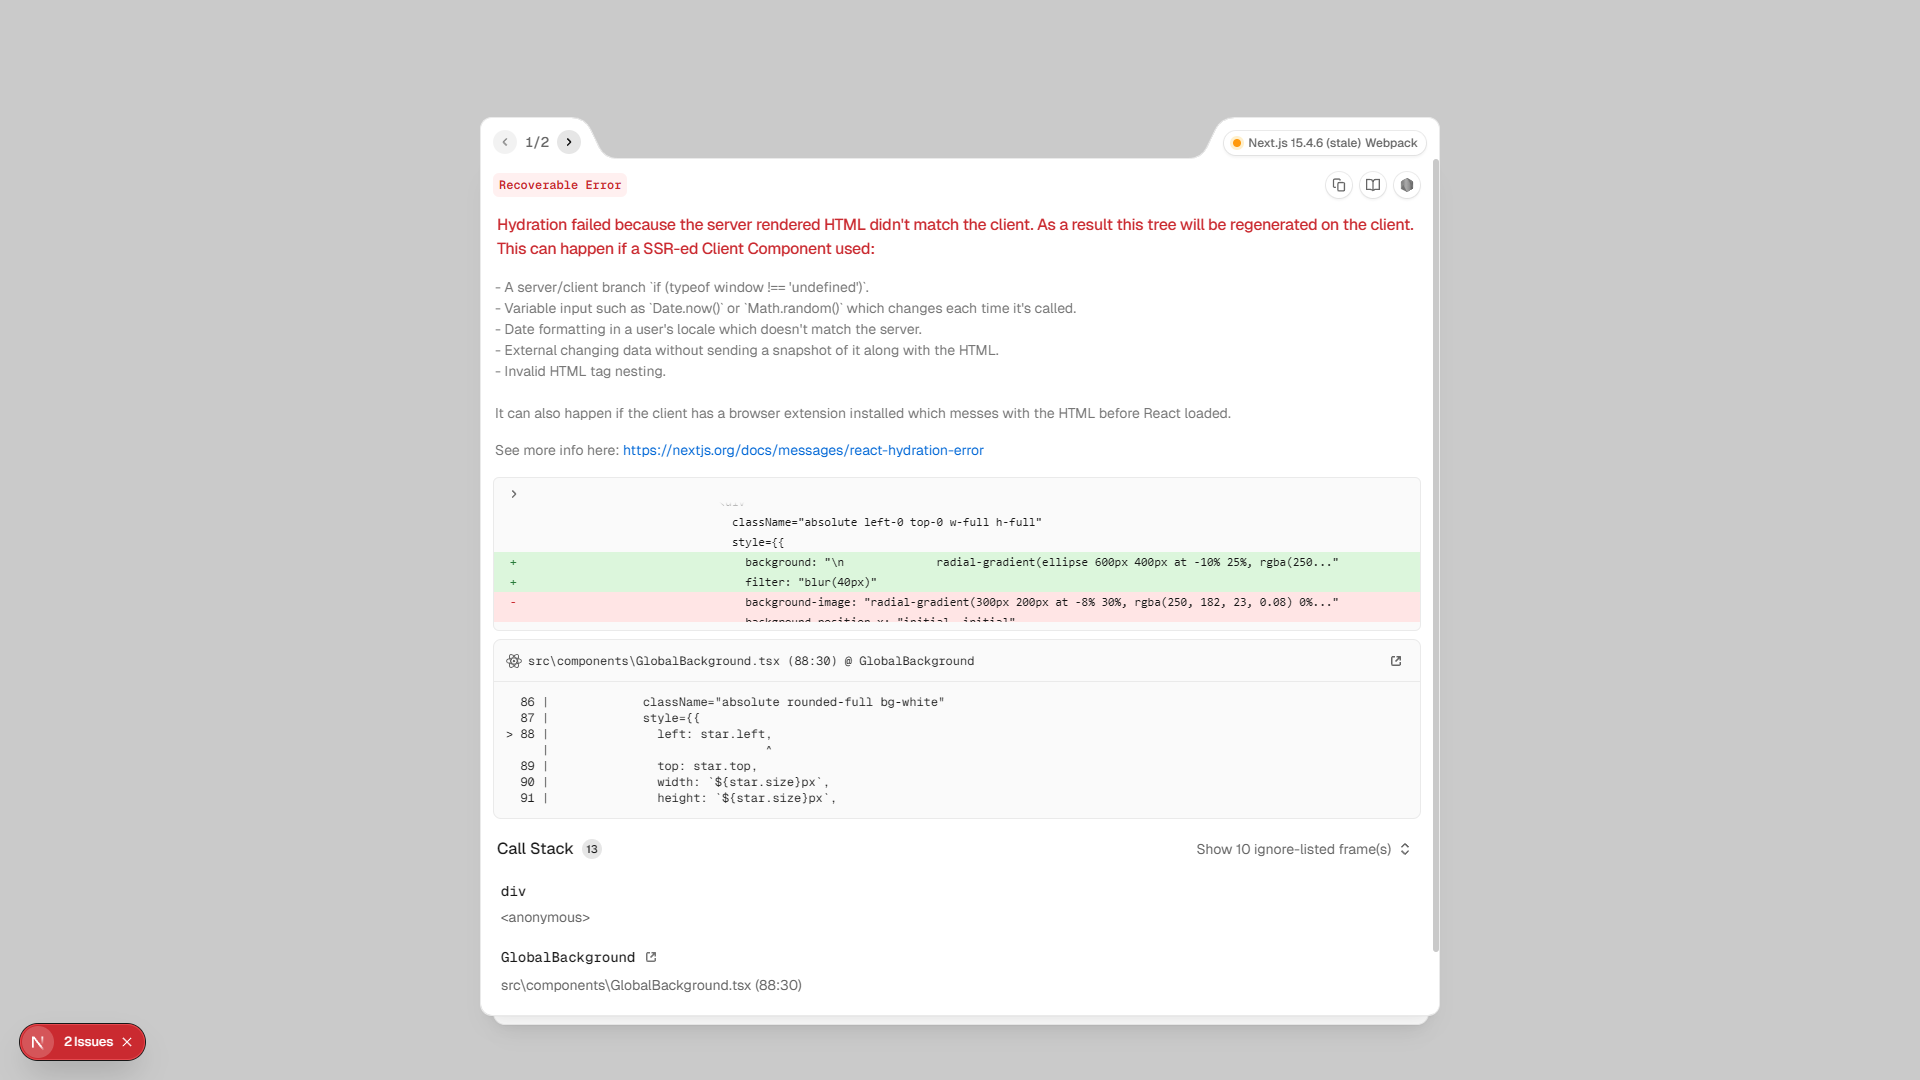 1/2
Next.js 15.4.6 (stale) Webpack
Recoverable Error
Hydration failed because the server rendered HTML didn't match the client. As a result this tree will be regenerated on the client.
This can happen if a SSR-ed Client Component used:
- A server/client branch `if (typeof window !== 'undefined')`.
- Variable input such as `Date.now()` or `Math.random()` which changes each time it's called.
- Date formatting in a user's locale which doesn't match the server.
- External changing data without sending a snapshot of it along with the HTML.
- Invalid HTML tag nesting.
It can also happen if the client has a browser extension installed which messes with the HTML before React loaded.
See more info here: https://nextjs.org/docs/messages/react-hydration-error
className="absolute left-0 top-0 w-full h-full"
style={{
+ background: "\n radial-gradient(ellipse 600px 400px at -10% 25%, rgba(250..."
+ filter: "blur(40px)"
- background-image: "radial-gradient(300px 200px at -8% 30%, rgba(250, 182, 23, 0.08) 0%..."
background-position-x: "initial, initial"
src\components\GlobalBackground.tsx (88:30) @ GlobalBackground
86 | className="absolute rounded-full bg-white"
87 | style={{
> 88 | left: star.left,
| ^
89 | top: star.top,
90 | width: `${star.size}px`,
91 | height: `${star.size}px`,
Call Stack 13
Show 10 ignore-listed frame(s)
div
<anonymous>
GlobalBackground
src\components\GlobalBackground.tsx (88:30)
N 2 Issues